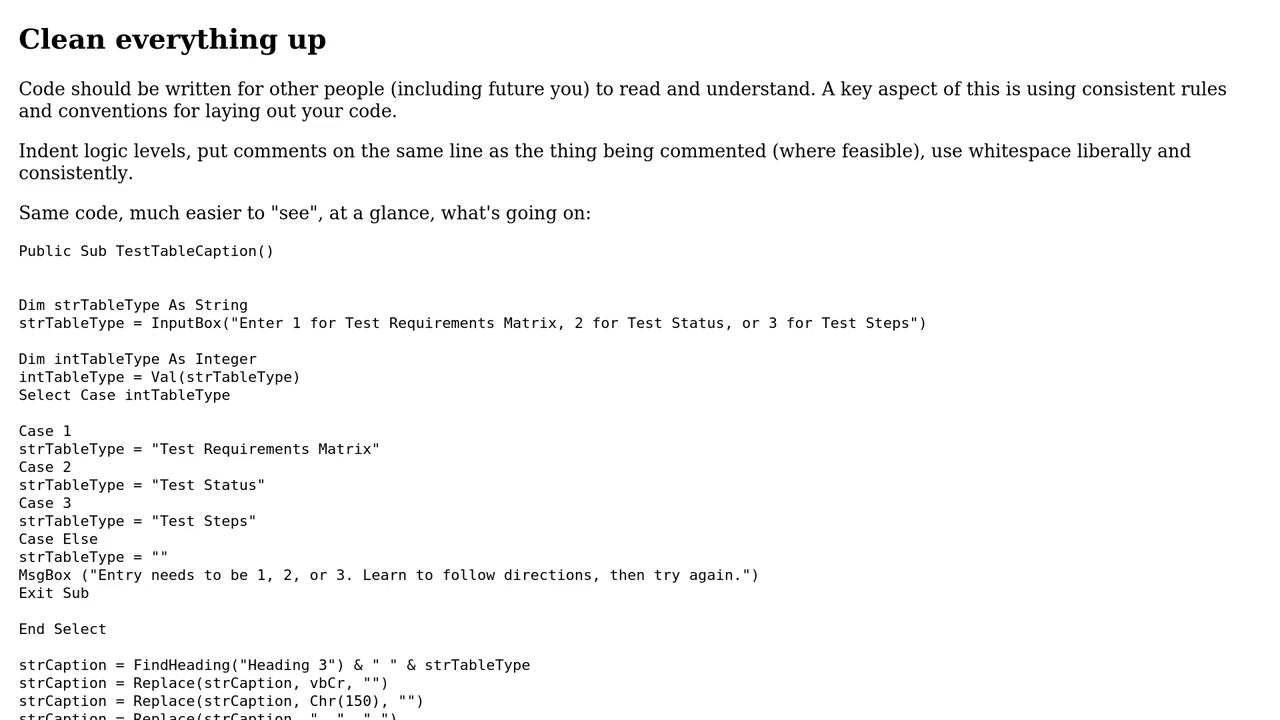 Clean everything up
Code should be written for other people (including future you) to read and understand. A key aspect of this is using consistent rules
and conventions for laying out your code.
Indent logic levels, put comments on the same line as the thing being commented (where feasible), use whitespace liberally and
consistently.
Same code, much easier to "see", at a glance, what's going on:
Public Sub TestTableCaption()
Dim strTableType As String
strTableType = InputBox("Enter 1 for Test Requirements Matrix, 2 for Test Status, or 3 for Test Steps")
Dim intTableType As Integer
intTableType = Val(strTableType)
Select Case intTableType
Case 1
strTableType = "Test Requirements Matrix"
Case 2
strTableType = "Test Status"
Case 3
strTableType = "Test Steps"
Case Else
strTableType = ""
MsgBox ("Entry needs to be 1, 2, or 3. Learn to follow directions, then try again.")
Exit Sub
End Select
strCaption = FindHeading("Heading 3") & " " & strTableType
strCaption = Replace(strCaption, vbCr, "")
strCaption = Replace(strCaption, Chr(150), "")
strCaption = Replace(strCaption, "  ", " ")